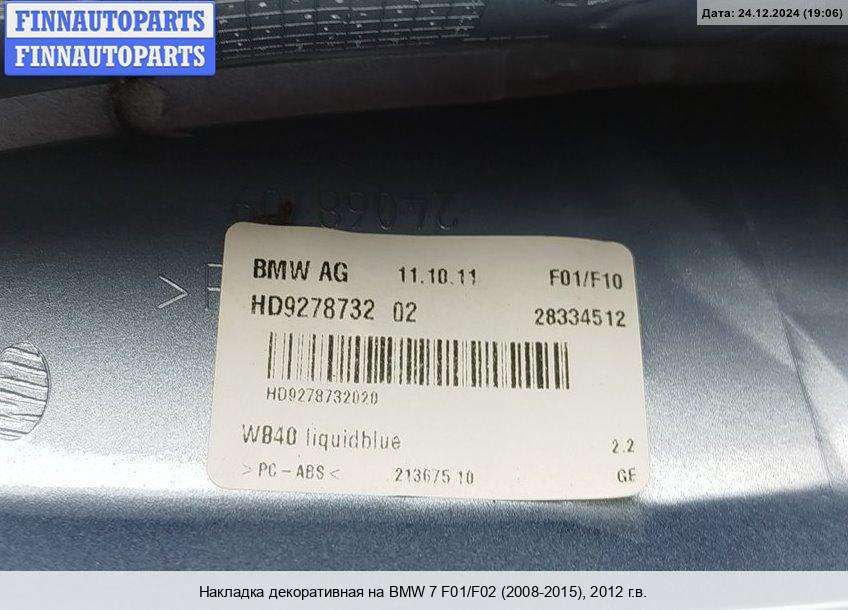 FINNAUTOPARTS
FINNAUTOPARTS
Дата: 24.12.2024 (19:06)
BMW AG 11.10.11 F01/F10
HD9278732 02 28334512
HD9278732020
WB40 liquidblue 2.2
>PC-ABS< 213675 10 GE
Накладка декоративная на BMW 7 F01/F02 (2008-2015), 2012 г.в.